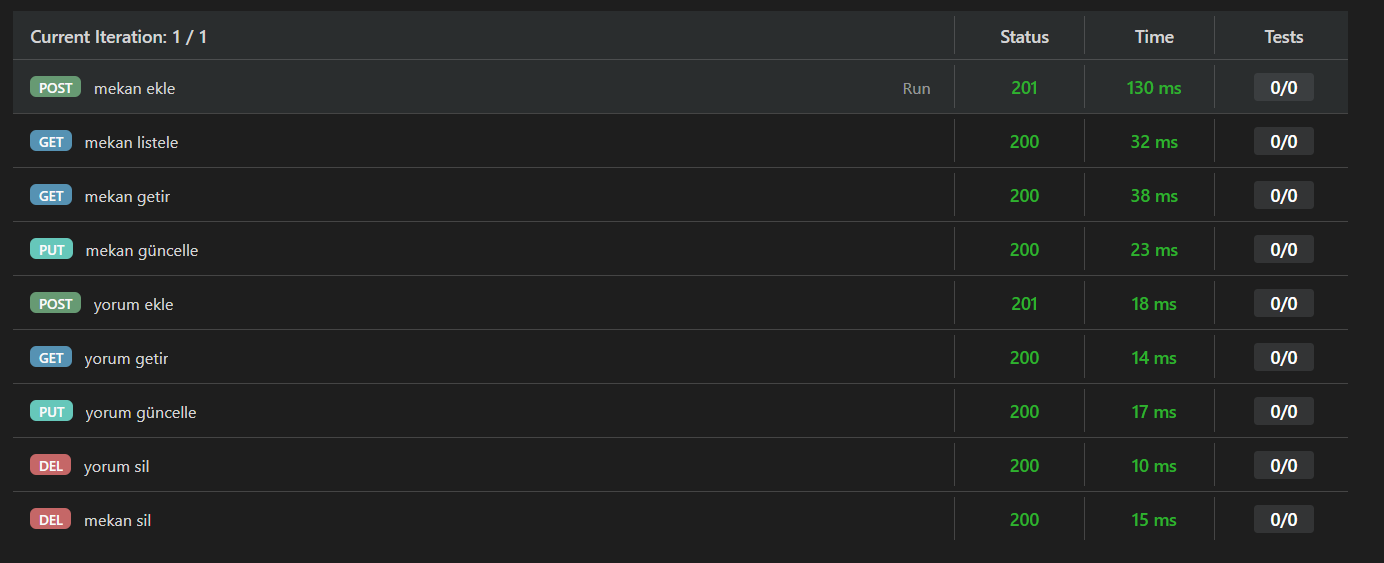 Current Iteration: 1 / 1 Status Time Tests
POST mekan ekle Run 201 130 ms 0/0
GET mekan listele 200 32 ms 0/0
GET mekan getir 200 38 ms 0/0
PUT mekan güncelle 200 23 ms 0/0
POST yorum ekle 201 18 ms 0/0
GET yorum getir 200 14 ms 0/0
PUT yorum güncelle 200 17 ms 0/0
DEL yorum sil 200 10 ms 0/0
DEL mekan sil 200 15 ms 0/0